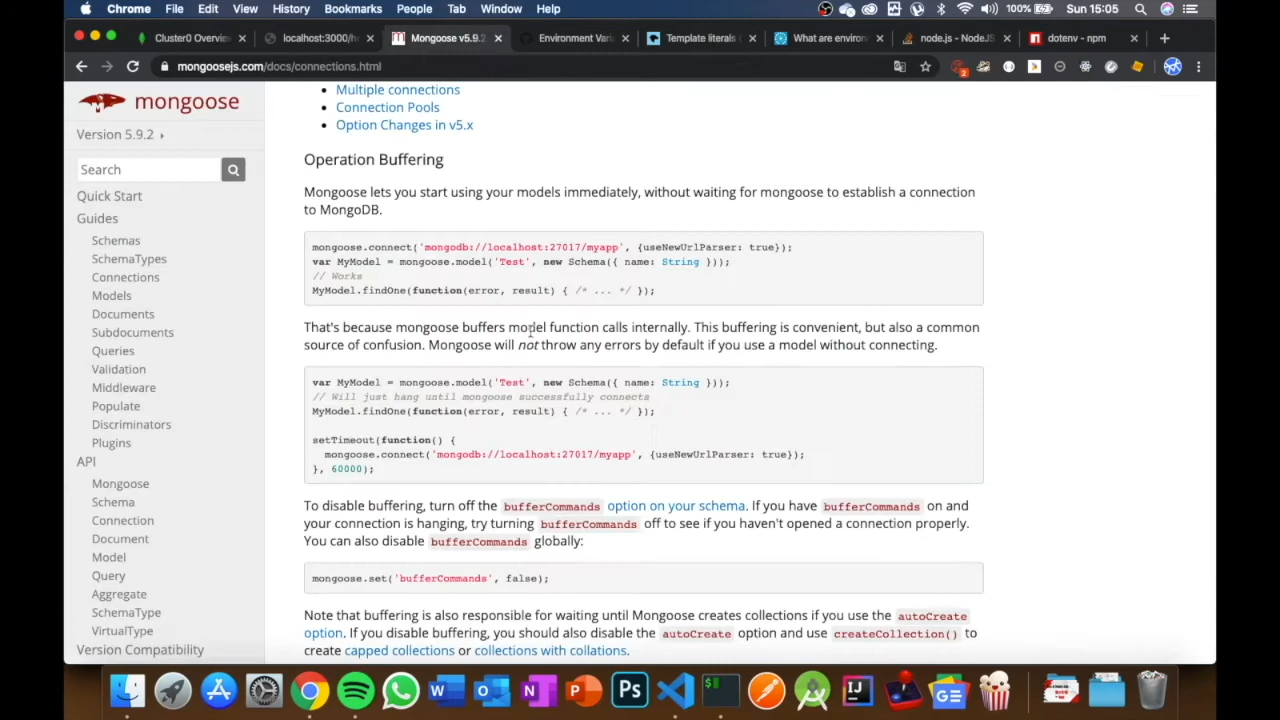 Chrome File Edit View History Bookmarks People Tab Window Help 100% Sun 15:05
Cluster0 Overvie localhost:3000/h Mongoose v5.9.2 Environment Vari Template literals What are environ node.js - NodeJS dotenv - npm
mongoosejs.com/docs/connections.html
mongoose
Version 5.9.2
Search
Quick Start
Guides
Schemas
SchemaTypes
Connections
Models
Documents
Subdocuments
Queries
Validation
Middleware
Populate
Discriminators
Plugins
API
Mongoose
Schema
Connection
Document
Model
Query
Aggregate
SchemaType
VirtualType
Version Compatibility
Multiple connections
Connection Pools
Option Changes in v5.x
Operation Buffering
Mongoose lets you start using your models immediately, without waiting for mongoose to establish a connection
to MongoDB.
mongoose.connect('mongodb://localhost:27017/myapp', {useNewUrlParser: true});
var MyModel = mongoose.model('Test', new Schema({ name: String }));
// Works
MyModel.findOne(function(error, result) { /* ... */ });
That's because mongoose buffers model function calls internally. This buffering is convenient, but also a common
source of confusion. Mongoose will not throw any errors by default if you use a model without connecting.
var MyModel = mongoose.model('Test', new Schema({ name: String }));
// Will just hang until mongoose successfully connects
MyModel.findOne(function(error, result) { /* ... */ });
setTimeout(function() {
mongoose.connect('mongodb://localhost:27017/myapp', {useNewUrlParser: true});
}, 60000);
To disable buffering, turn off the bufferCommands option on your schema. If you have bufferCommands on and
your connection is hanging, try turning bufferCommands off to see if you haven't opened a connection properly.
You can also disable bufferCommands globally:
mongoose.set('bufferCommands', false);
Note that buffering is also responsible for waiting until Mongoose creates collections if you use the autoCreate
option. If you disable buffering, you should also disable the autoCreate option and use createCollection() to
create capped collections or collections with collations.